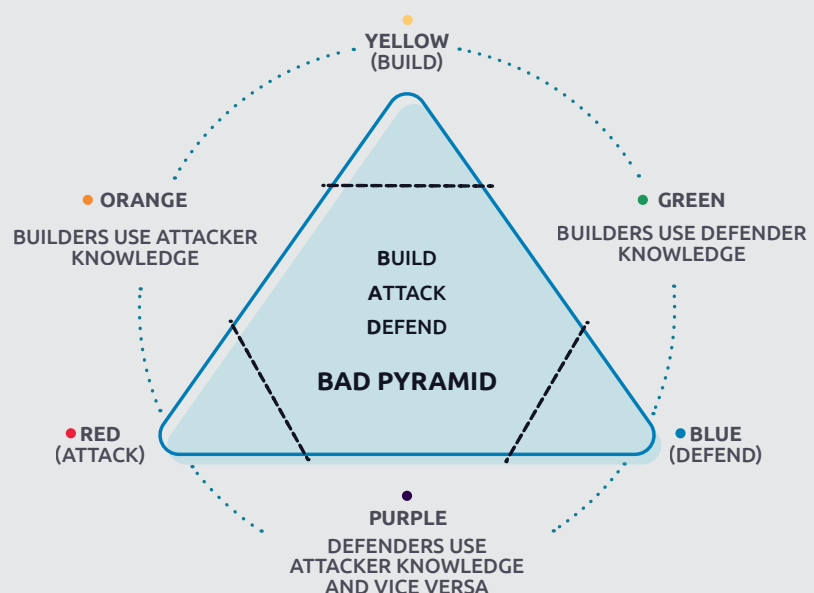 YELLOW
(BUILD)
ORANGE
BUILDERS USE ATTACKER
KNOWLEDGE
GREEN
BUILDERS USE DEFENDER
KNOWLEDGE
BUILD
ATTACK
DEFEND
BAD PYRAMID
RED
(ATTACK)
BLUE
(DEFEND)
PURPLE
DEFENDERS USE
ATTACKER KNOWLEDGE
AND VICE VERSA